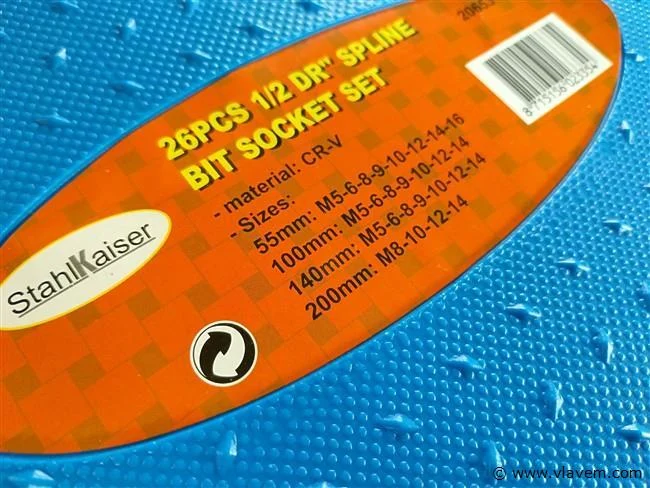 20653
26PCS 1/2 DR" SPLINE
BIT SOCKET SET
- material: CR-V
- Sizes:
55mm: M5-6-8-9-10-12-14-16
100mm: M5-6-8-9-10-12-14
140mm: M5-6-8-9-10-12-14
200mm: M8-10-12-14
StahlKaiser
© www.vlavem.com